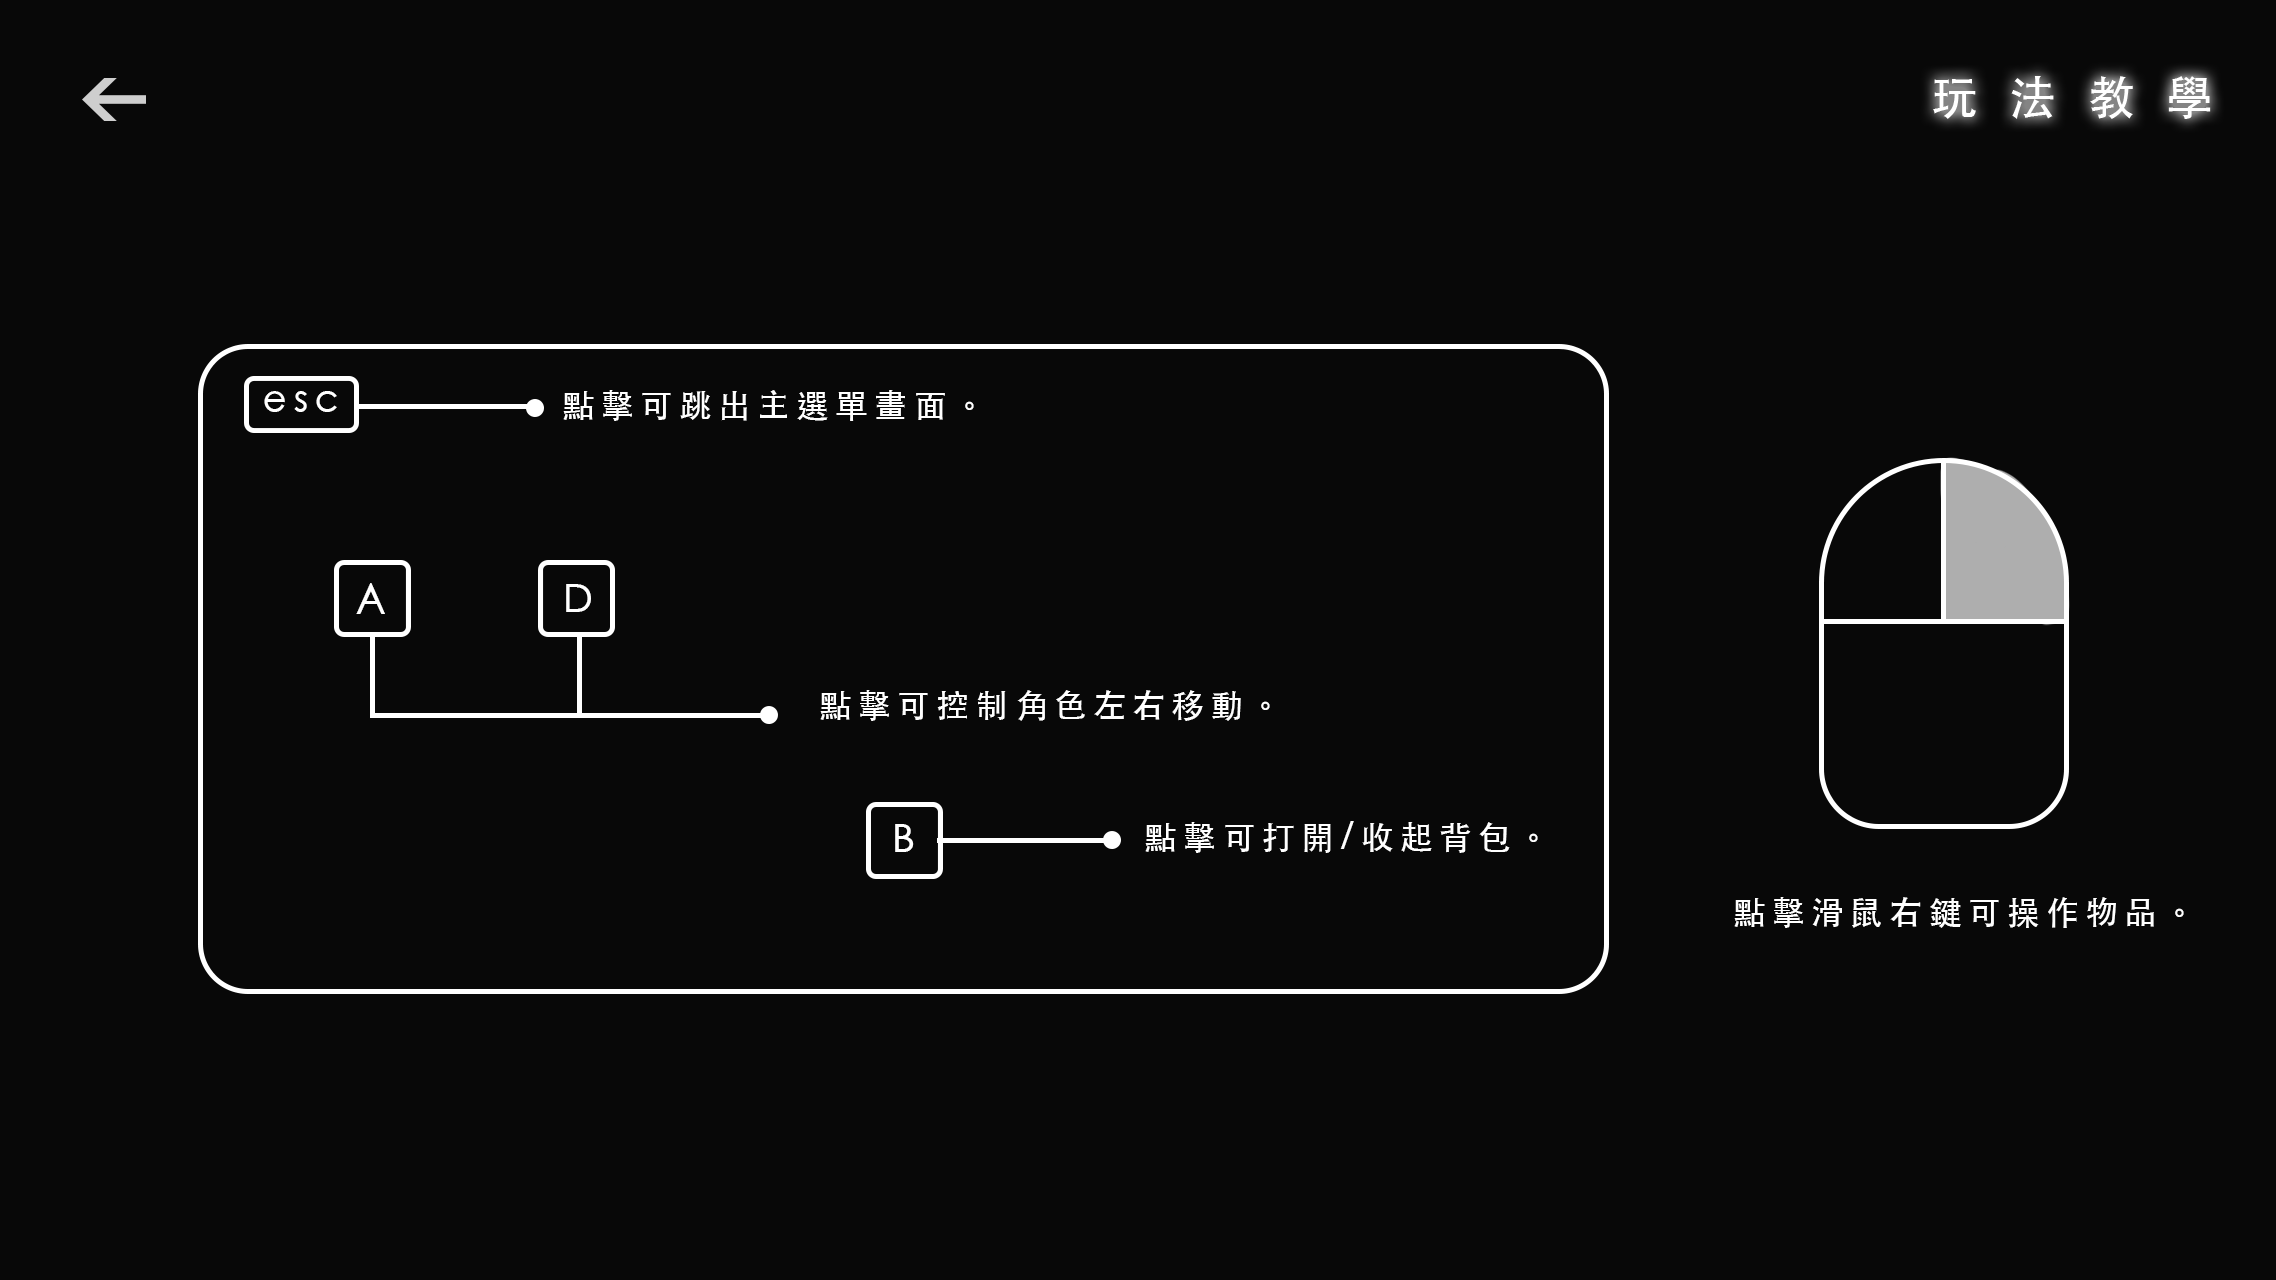 玩法教學
esc
點擊可跳出主選單畫面。
A
D
點擊可控制角色左右移動。
B
點擊可打開/收起背包。
點擊滑鼠右鍵可操作物品。